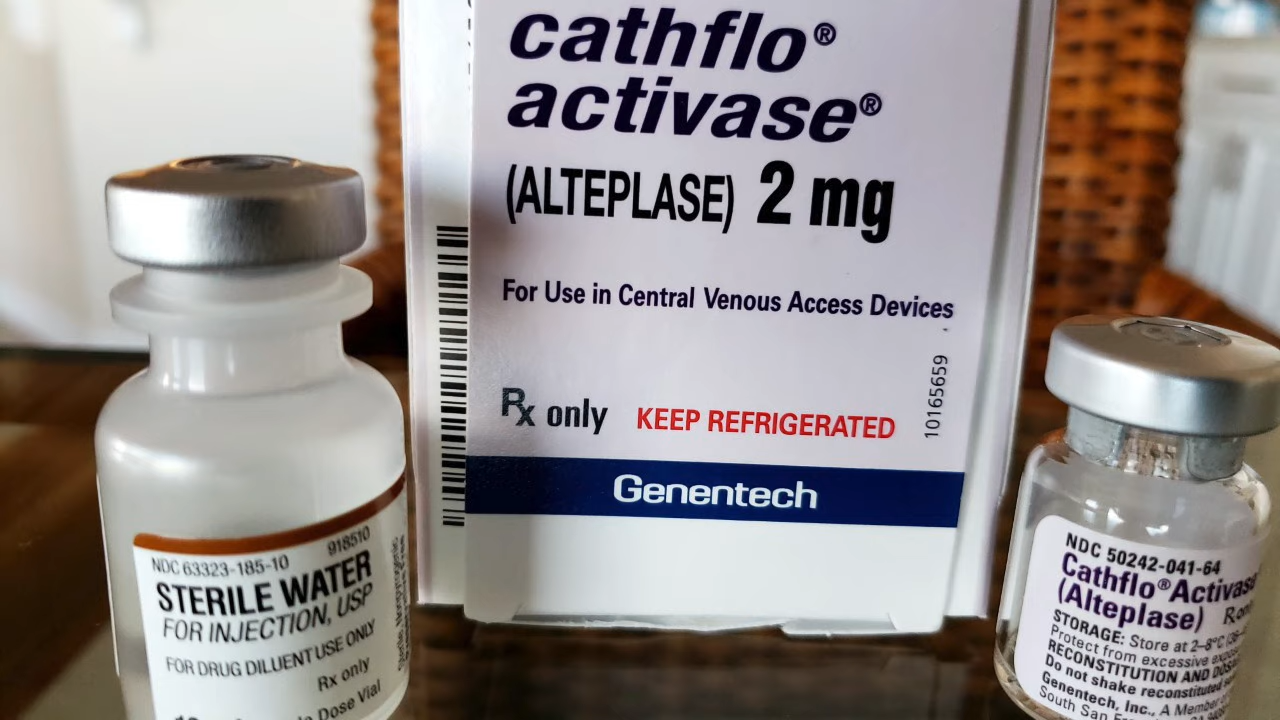 cathflo®
activase®
(ALTEPLASE) 2 mg
For Use in Central Venous Access Devices
Rx only KEEP REFRIGERATED
10165659
Genentech
NDC 63323-185-10 918510
STERILE WATER
FOR INJECTION, USP
FOR DRUG DILUENT USE ONLY
Rx only
Dose Vial
NDC 50242-041-64
Cathflo® Activase
(Alteplase) Rx
STORAGE: Store at 2–8°C
Protect from excessive
RECONSTITUTION AND
Do not shake reconstituted
Genentech, Inc., A Member
South San